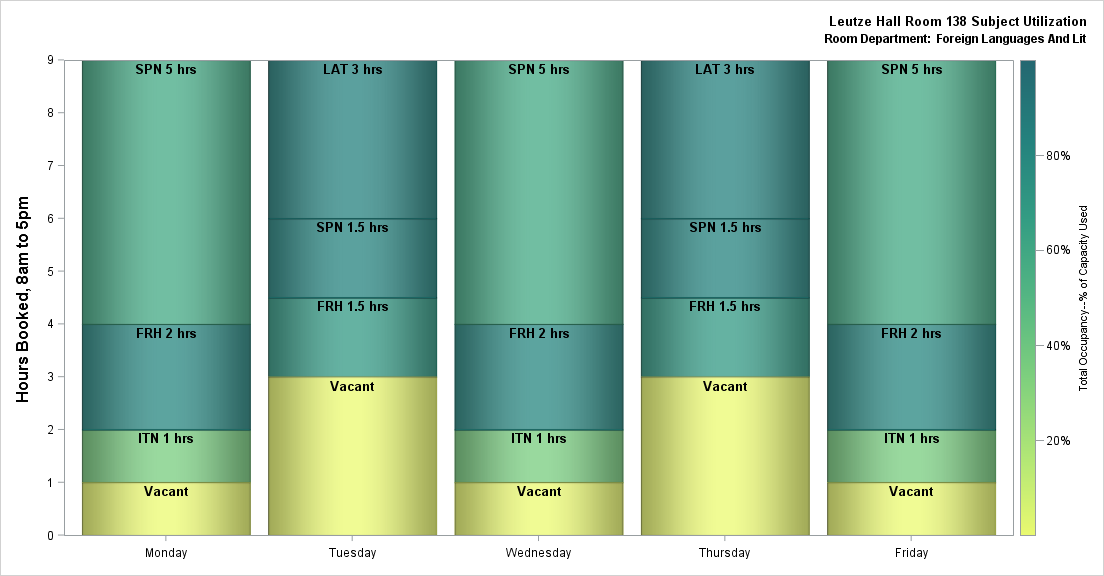 Leutze Hall Room 138 Subject Utilization
Room Department: Foreign Languages And Lit
Hours Booked, 8am to 5pm
9
8
7
6
5
4
3
2
1
0
SPN 5 hrs
FRH 2 hrs
ITN 1 hrs
Vacant
LAT 3 hrs
SPN 1.5 hrs
FRH 1.5 hrs
Vacant
SPN 5 hrs
FRH 2 hrs
ITN 1 hrs
Vacant
LAT 3 hrs
SPN 1.5 hrs
FRH 1.5 hrs
Vacant
SPN 5 hrs
FRH 2 hrs
ITN 1 hrs
Vacant
Monday
Tuesday
Wednesday
Thursday
Friday
80%
60%
40%
20%
Total Occupancy--% of Capacity Used